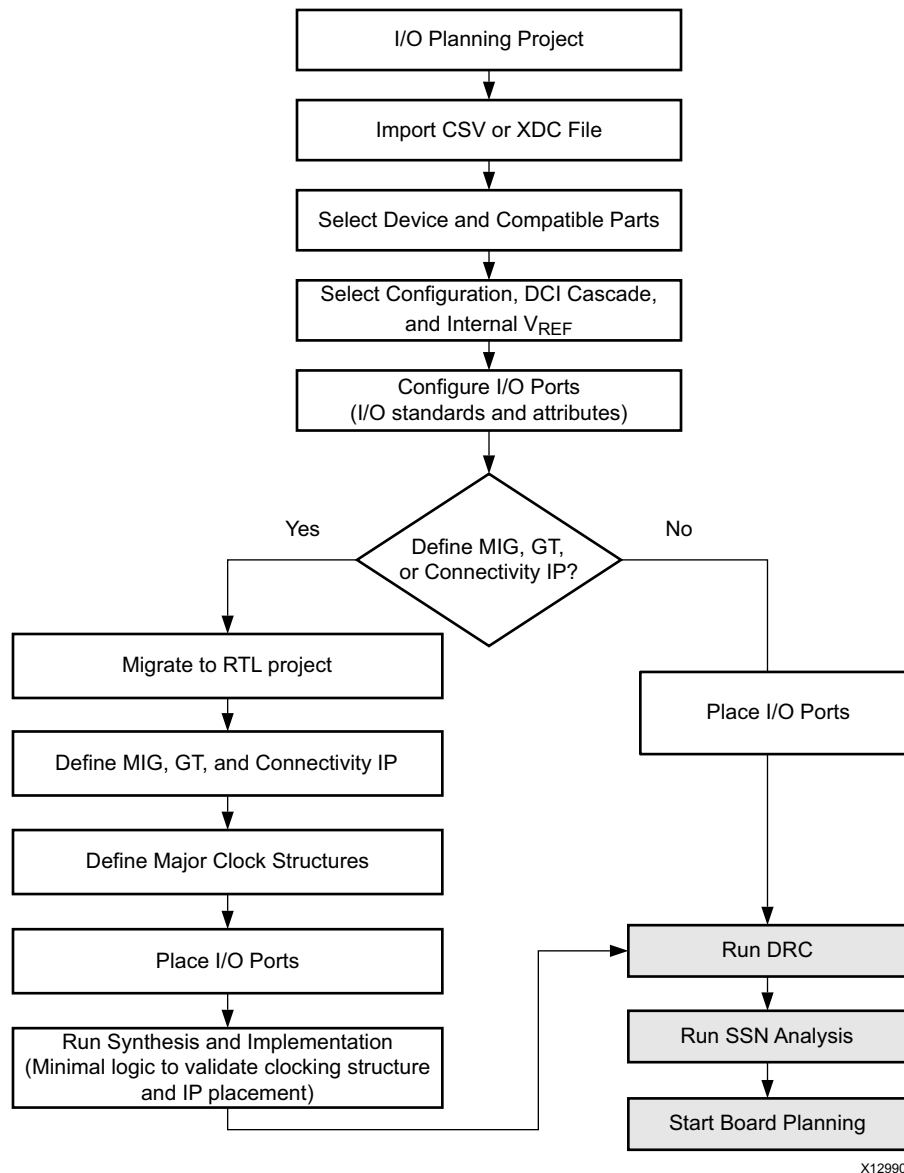 I/O Planning Project
Import CSV or XDC File
Select Device and Compatible Parts
Select Configuration, DCI Cascade,
and Internal VREF
Configure I/O Ports
(I/O standards and attributes)
Yes
No
Define MIG, GT,
or Connectivity IP?
Migrate to RTL project
Define MIG, GT, and Connectivity IP
Define Major Clock Structures
Place I/O Ports
Run Synthesis and Implementation
(Minimal logic to validate clocking structure
and IP placement)
Place I/O Ports
Run DRC
Run SSN Analysis
Start Board Planning
X12990